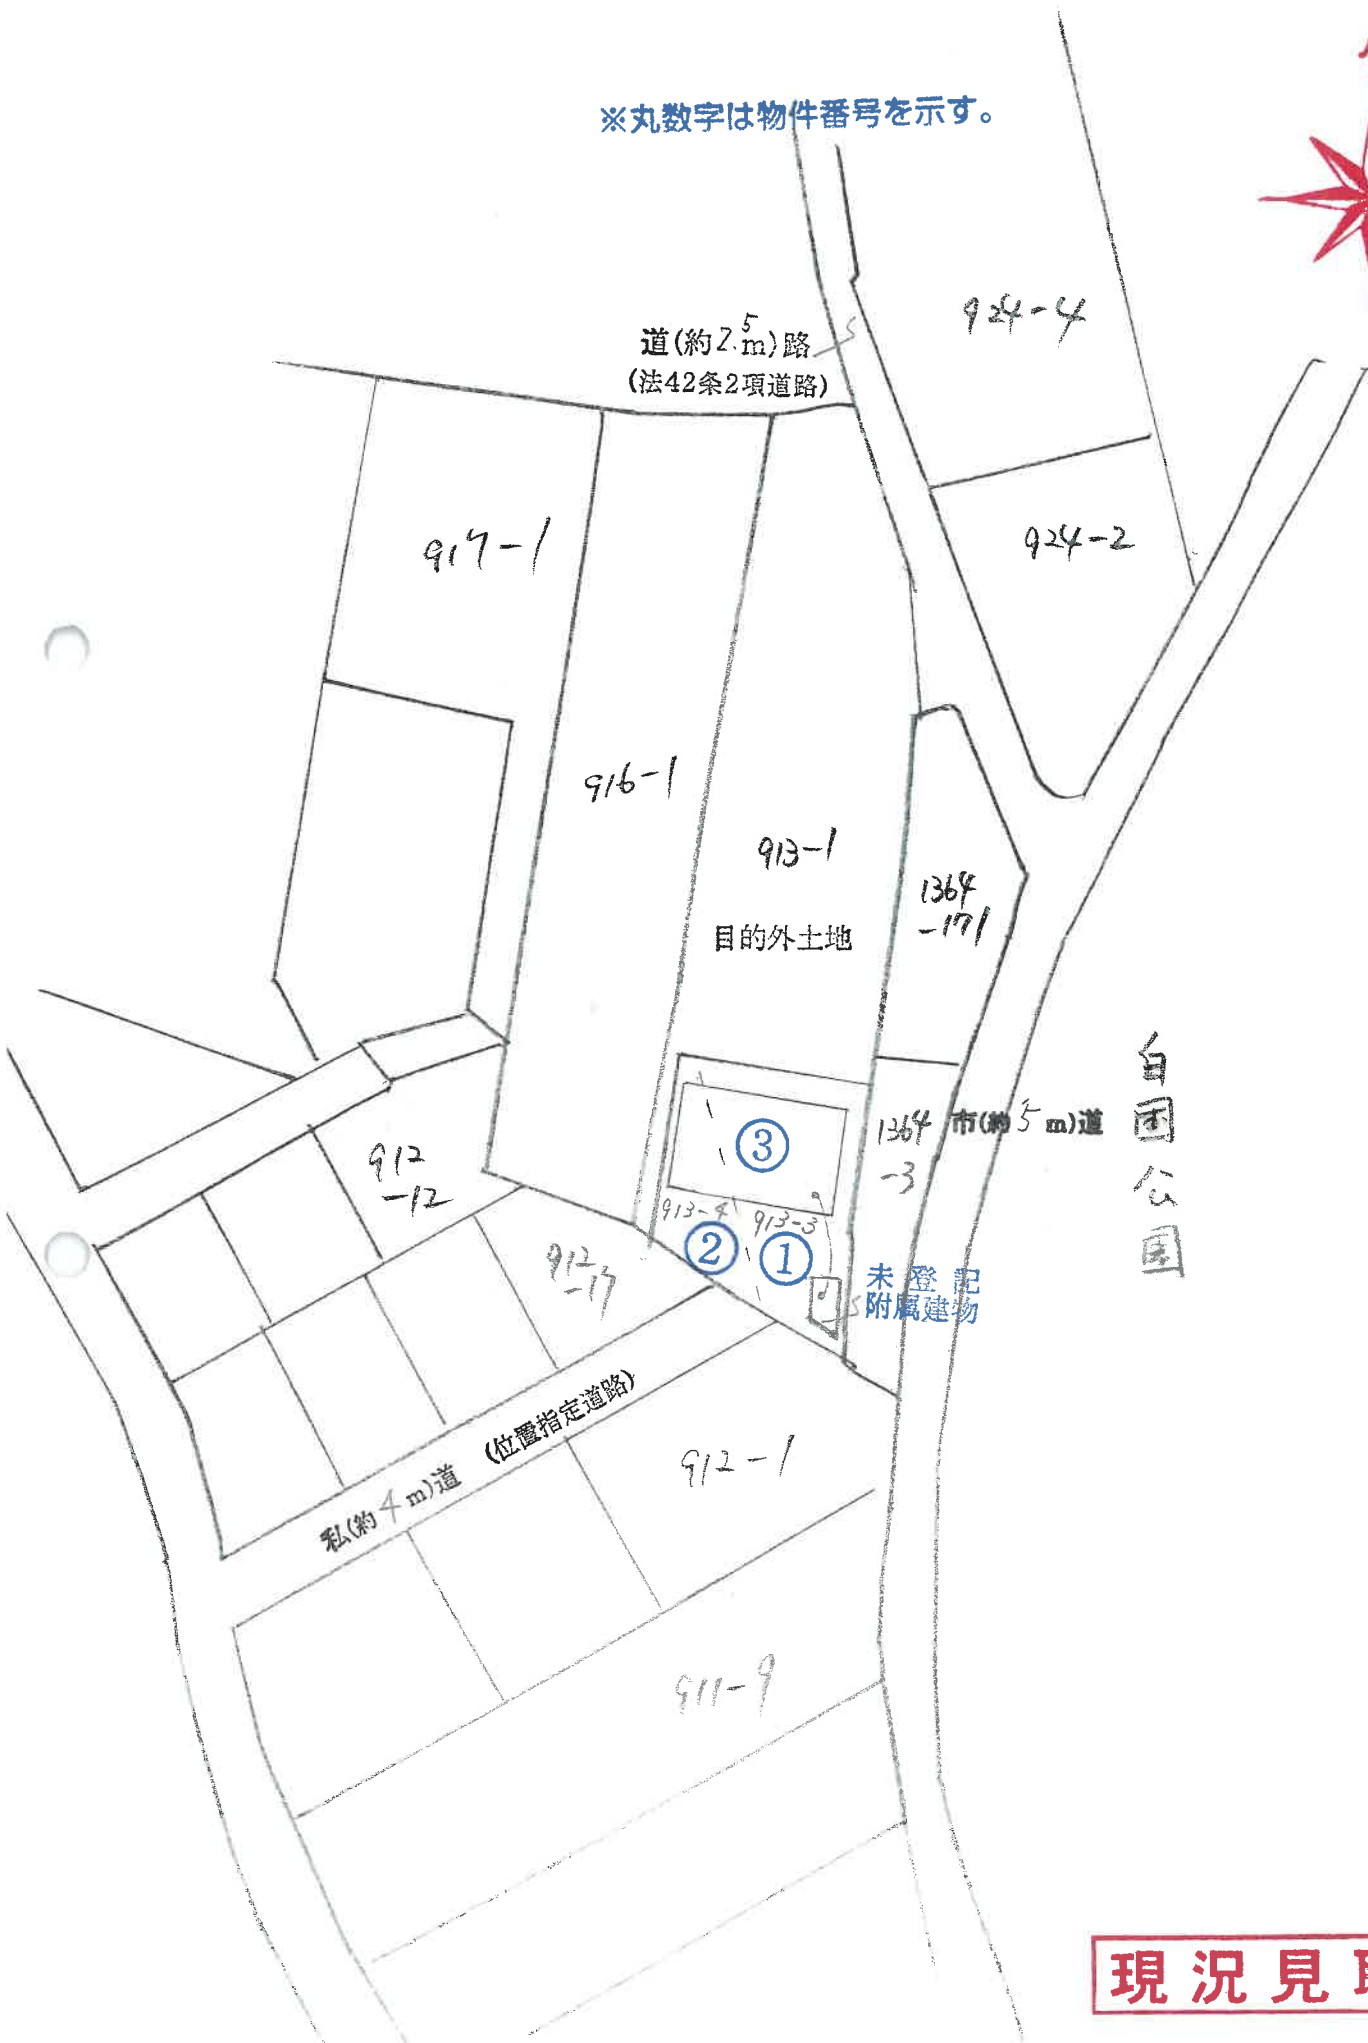 ※丸数字は物件番号を示す。
924-4
道(約2.5m)路
(法42条2項道路)
924-2
917-1
916-1
913-1
目的外土地
1364
-171
白国公園
市(約5m)道
1364
-3
③
912
-12
913-4
913-3
②
①
912
-17
未登記
附属建物
私(約4m)道 (位置指定道路)
912-1
911-9
現況見